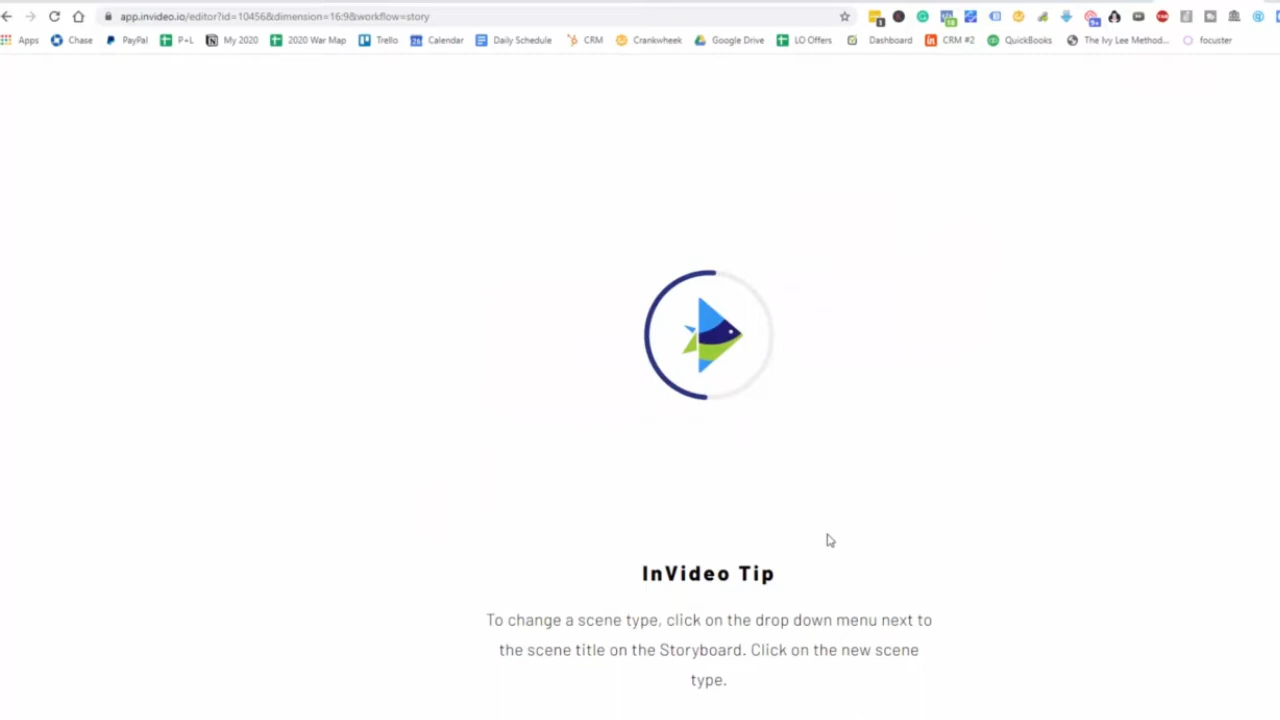 app.invideo.io/editor?id=10456&dimension=16:9&workflow=story
Apps Chase PayPal P+L My 2020 2020 War Map Trello Calendar Daily Schedule CRM Crankwheek Google Drive LO Offers Dashboard CRM #2 QuickBooks The Ivy Lee Method... focuster
InVideo Tip
To change a scene type, click on the drop down menu next to
the scene title on the Storyboard. Click on the new scene
type.